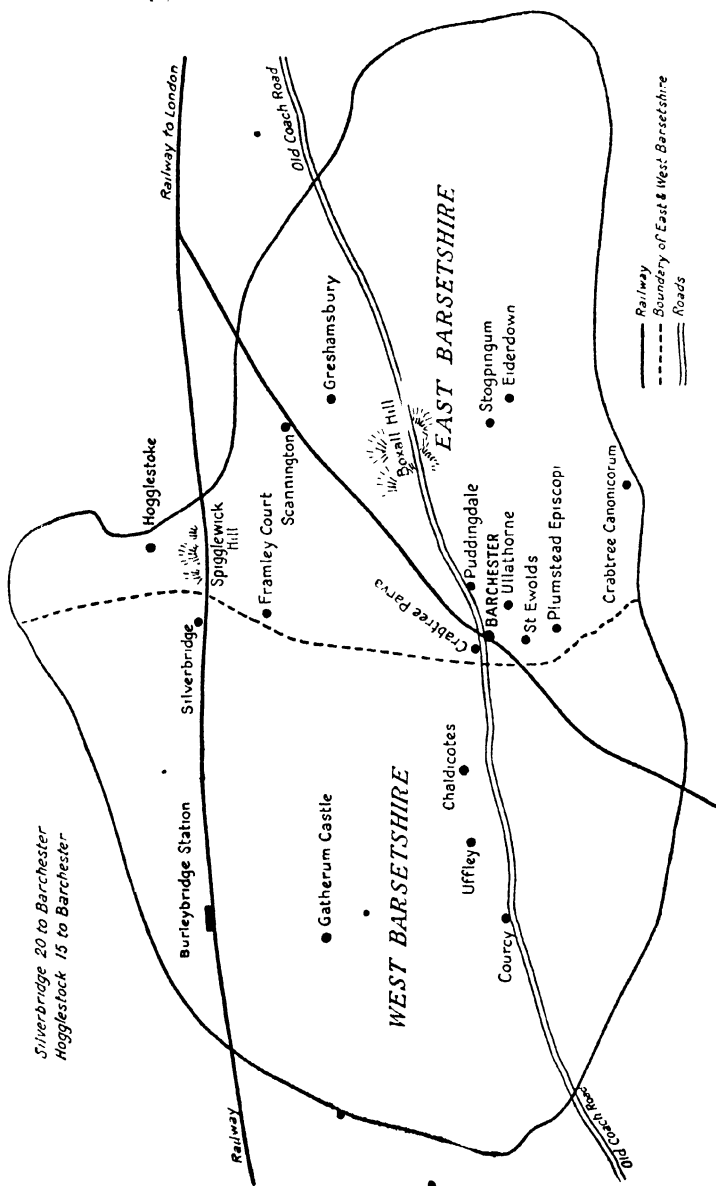 Silverbridge 20 to Barchester
Hogglestock 15 to Barchester
Railway to London
Old Coach Road
Hogglestoke
Spigglewick
Hill
Silverbridge
Burleybridge Station
Railway
Framley Court
Scannington
Greshamsbury
Gatherum Castle
WEST BARSETSHIRE
EAST BARSETSHIRE
Boxall Hill
Stogpingum
Eiderdown
Puddingdale
Crabtree Parva
BARCHESTER
Ullathorne
St Ewolds
Plumstead Episcopi
Chaldicotes
Uffley
Courcy
Crabtree Canonicorum
Old Coach Road
Railway
Boundary of East & West Barsetshire
Roads